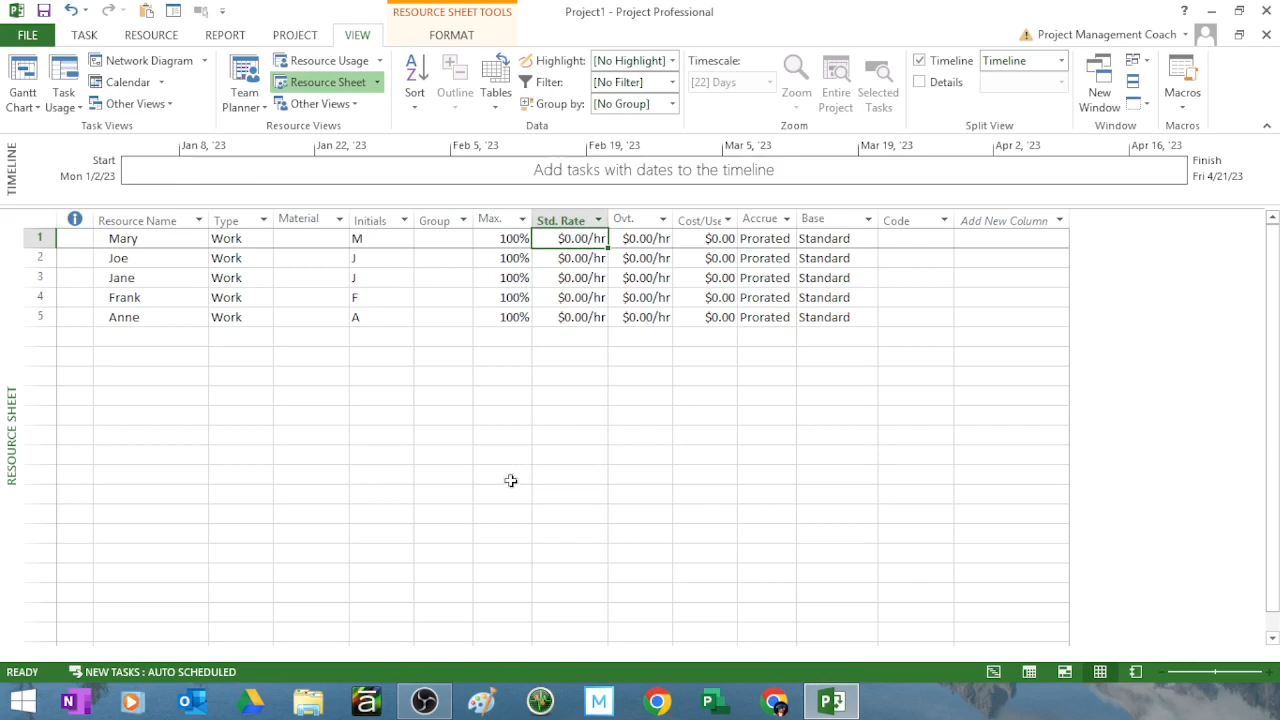 RESOURCE SHEET TOOLS
Project1 - Project Professional
?
FILE TASK RESOURCE REPORT PROJECT VIEW FORMAT
Project Management Coach
Gantt Chart
Task Usage
Network Diagram
Calendar
Other Views
Task Views
Team Planner
Resource Usage
Resource Sheet
Other Views
Resource Views
Sort
Outline
Tables
Highlight: [No Highlight]
Filter: [No Filter]
Group by: [No Group]
Data
Timescale:
[22] Days
Zoom
Entire Project
Selected Tasks
Zoom
Timeline Timeline
Details
Split View
New Window
Window
Macros
Macros
TIMELINE
Jan 8, '23 Jan 22, '23 Feb 5, '23 Feb 19, '23 Mar 5, '23 Mar 19, '23 Apr 2, '23 Apr 16, '23
Start
Mon 1/2/23
Add tasks with dates to the timeline
Finish
Fri 4/21/23
Resource Name Type Material Initials Group Max. Std. Rate Ovt. Cost/Use Accrue Base Code Add New Column
1 Mary Work M 100% $0.00/hr $0.00/hr $0.00 Prorated Standard
2 Joe Work J 100% $0.00/hr $0.00/hr $0.00 Prorated Standard
3 Jane Work J 100% $0.00/hr $0.00/hr $0.00 Prorated Standard
4 Frank Work F 100% $0.00/hr $0.00/hr $0.00 Prorated Standard
5 Anne Work A 100% $0.00/hr $0.00/hr $0.00 Prorated Standard
RESOURCE SHEET
READY NEW TASKS : AUTO SCHEDULED